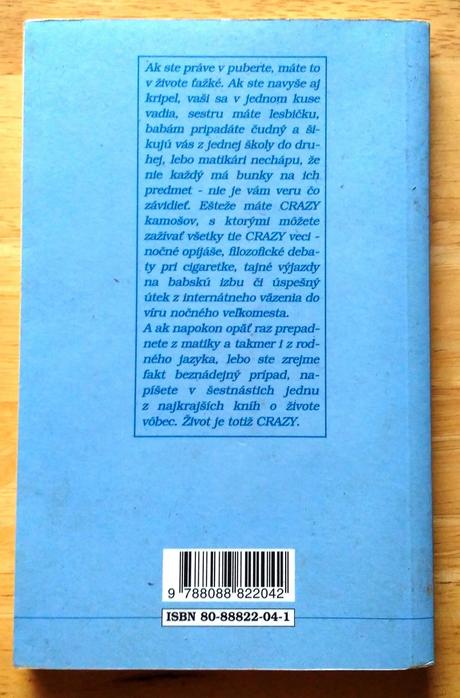 Ak ste práve v puberte, máte to
v živote ťažké. Ak ste navyše aj
kripel, vaši sa v jednom kuse
vadia, sestru máte lesbičku,
babám pripadáte čudný a ši-
kujú vás z jednej školy do dru-
hej, lebo matikári nechápu, že
nie každý má bunky na ich
predmet - nie je vám veru čo
závidieť. Ešteže máte CRAZY
kamošov, s ktorými môžete
zažívať všetky tie CRAZY veci -
nočné opijáše, filozofické deba-
ty pri cigaretke, tajné výjazdy
na babskú izbu či úspešný
útek z internátneho väzenia do
víru nočného veľkomesta.
A ak napokon opäť raz prepad-
nete z matiky a takmer i z rod-
ného jazyka, lebo ste zrejme
fakt beznádejný prípad, na-
píšete v šestnástich jednu
z najkrajších kníh o živote
vôbec. Život je totiž CRAZY.
9 788088 822042
ISBN 80-88822-04-1